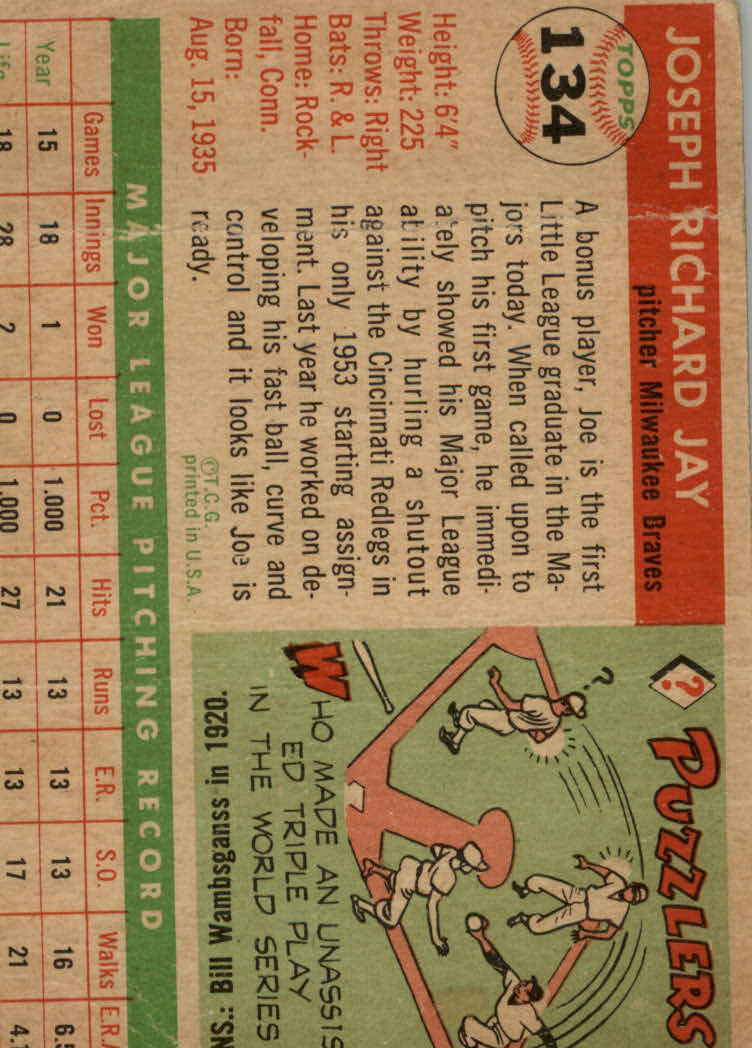 JOSEPH RICHARD JAY
pitcher Milwaukee Braves
TOPPS
134
Height: 6'4"
Weight: 225
Throws: Right
Bats: R. & L.
Home: Rock-
fall, Conn.
Born:
Aug. 15, 1935
A bonus player, Joe is the first
Little League graduate in the Ma-
jors today. When called upon to
pitch his first game, he immedi-
ately showed his Major League
ability by hurling a shutout
against the Cincinnati Redlegs in
his only 1953 starting assign-
ment. Last year he worked on de-
veloping his fast ball, curve and
control and it looks like Joe is
ready.
©T.C.G.
printed in U.S.A.
?
PUZZLERS
?
WHO MADE AN UNASSIS
ED TRIPLE PLAY
IN THE WORLD SERIES
NS.: Bill Wambsganss in 1920.
MAJOR LEAGUE PITCHING RECORD
Games Innings Won Lost Pct. Hits Runs E.R. S.O. Walks E.R.A
Year 15 18 1 0 1.000 21 13 13 13 16 6.5
Life 18 28 2 0 1.000 27 13 13 17 21 4.1